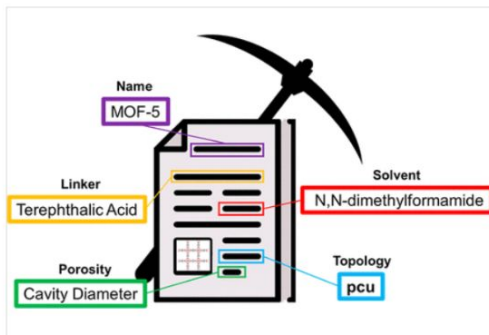 Name
MOF-5
Linker
Terephthalic Acid
Solvent
N,N-dimethylformamide
Porosity
Cavity Diameter
Topology
pcu